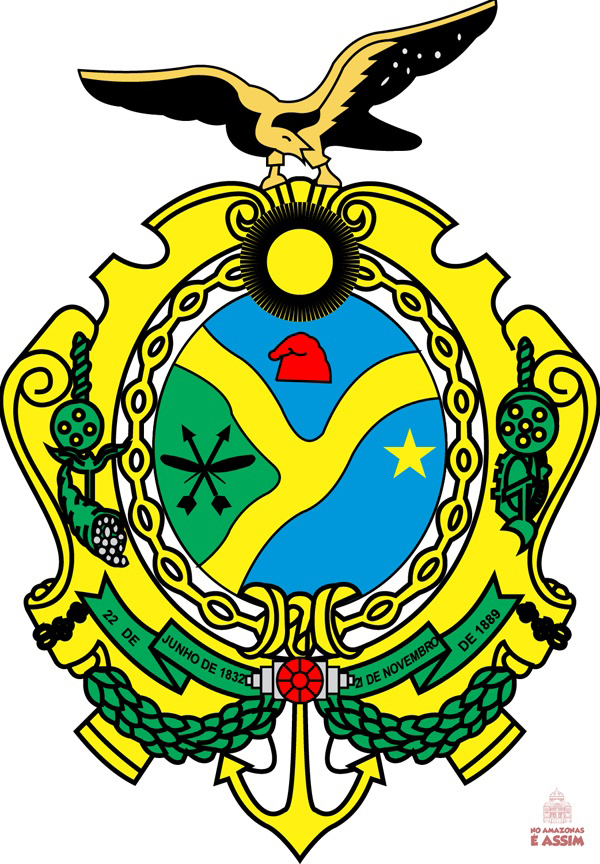 22 DE
JUNHO DE 1832
21 DE NOVEMBRO
DE 1889
NO AMAZONAS
É ASSIM